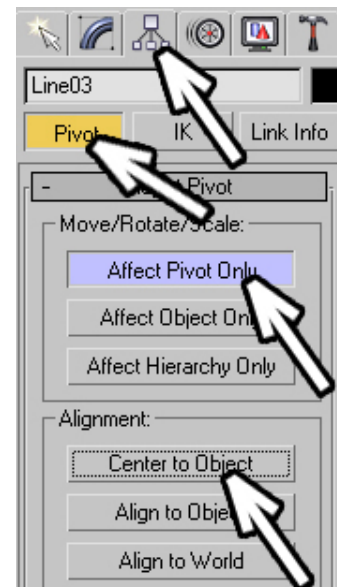 Line03
Pivot IK Link Info
- Pivot
Move/Rotate/Scale:
Affect Pivot Only
Affect Object Only
Affect Hierarchy Only
Alignment:
Center to Object
Align to Object
Align to World